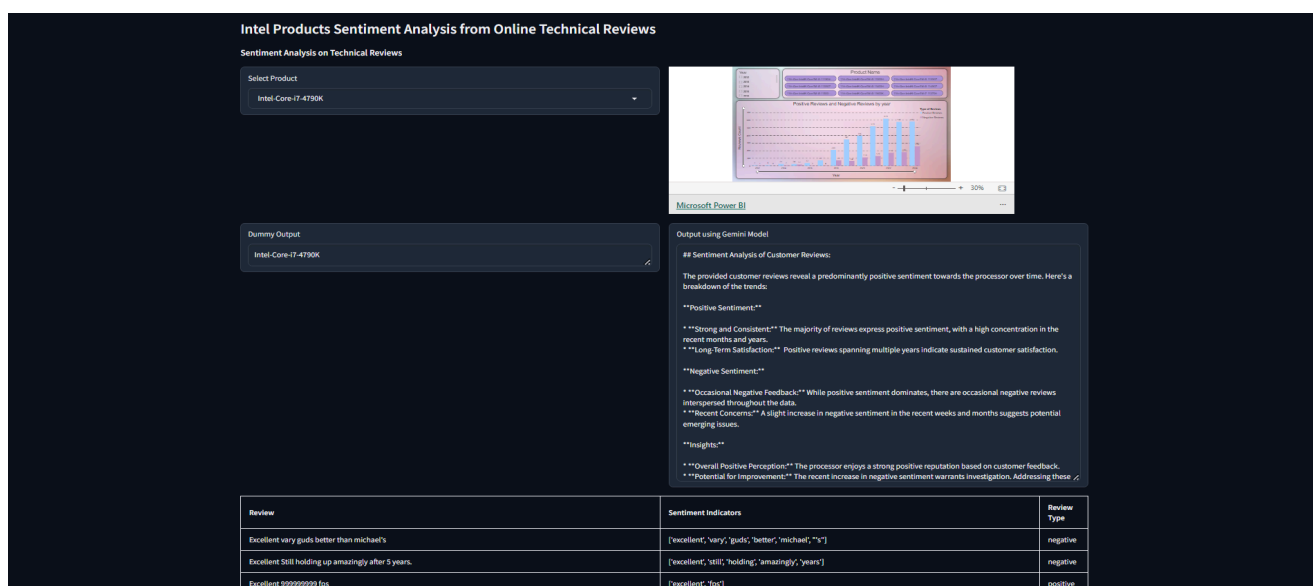 Intel Products Sentiment Analysis from Online Technical Reviews
Sentiment Analysis on Technical Reviews
Select Product
Intel-Core-i7-4790K
Product Name
Positive Reviews and Negative Reviews by year
Year
- + 30%
Microsoft Power BI
...
Dummy Output
Intel-Core-i7-4790K
Output using Gemini Model
## Sentiment Analysis of Customer Reviews:
The provided customer reviews reveal a predominantly positive sentiment towards the processor over time. Here's a
breakdown of the trends:
**Positive Sentiment:**
* **Strong and Consistent:** The majority of reviews express positive sentiment, with a high concentration in the
recent months and years.
* **Long-Term Satisfaction:** Positive reviews spanning multiple years indicate sustained customer satisfaction.
**Negative Sentiment:**
* **Occasional Negative Feedback:** While positive sentiment dominates, there are occasional negative reviews
interspersed throughout the data.
* **Recent Concerns:** A slight increase in negative sentiment in the recent weeks and months suggests potential
emerging issues.
**Insights:**
* **Overall Positive Perception:** The processor enjoys a strong positive reputation based on customer feedback.
* **Potential for Improvement:** The recent increase in negative sentiment warrants investigation. Addressing these
Review
Sentiment Indicators
Review
Type
Excellent vary guds better than michael's
['excellent', 'vary', 'guds', 'better', 'michael', "'s"]
negative
Excellent Still holding up amazingly after 5 years.
['excellent', 'still', 'holding', 'amazingly', 'years']
negative
Excellent 999999999 fps
['excellent', 'fps']
positive